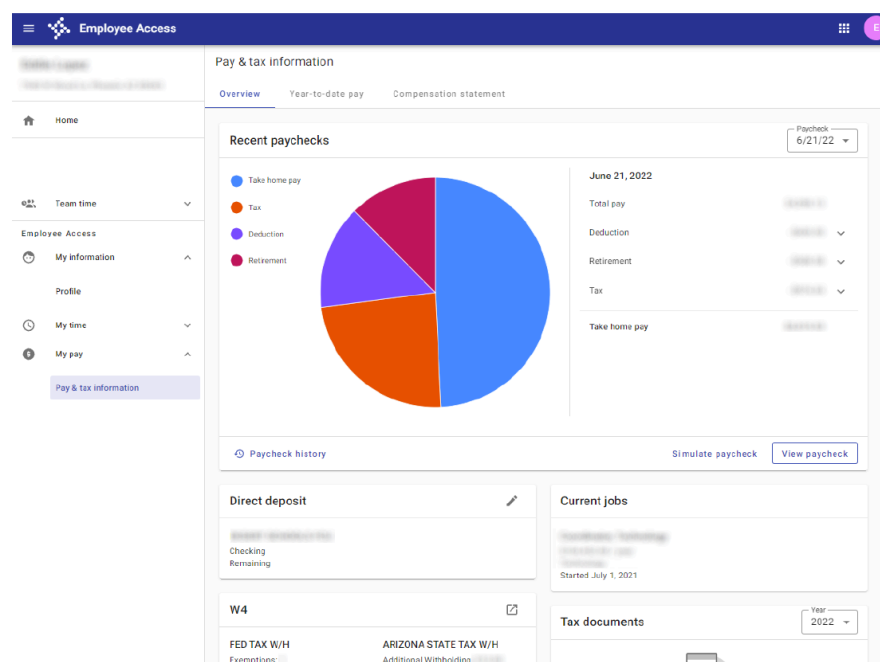 Employee Access
E
Pay & tax information
Overview
Year-to-date pay
Compensation statement
Home
Team time
Employee Access
My information
Profile
My time
My pay
Pay & tax information
Recent paychecks
Paycheck
6/21/22
Take home pay
Tax
Deduction
Retirement
June 21, 2022
Total pay
Deduction
Retirement
Tax
Take home pay
Paycheck history
Simulate paycheck
View paycheck
Direct deposit
Checking
Remaining
Current jobs
Started July 1, 2021
W4
FED TAX W/H
ARIZONA STATE TAX W/H
Exemptions:
Additional Withholding
Tax documents
Year
2022